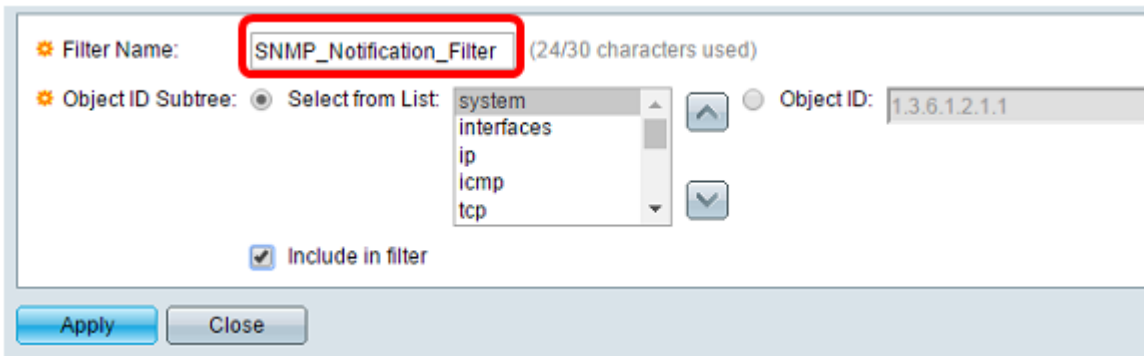 Filter Name: SNMP_Notification_Filter (24/30 characters used)
Object ID Subtree: Select from List: system Object ID: 1.3.6.1.2.1.1
interfaces
ip
icmp
tcp
Include in filter
Apply Close